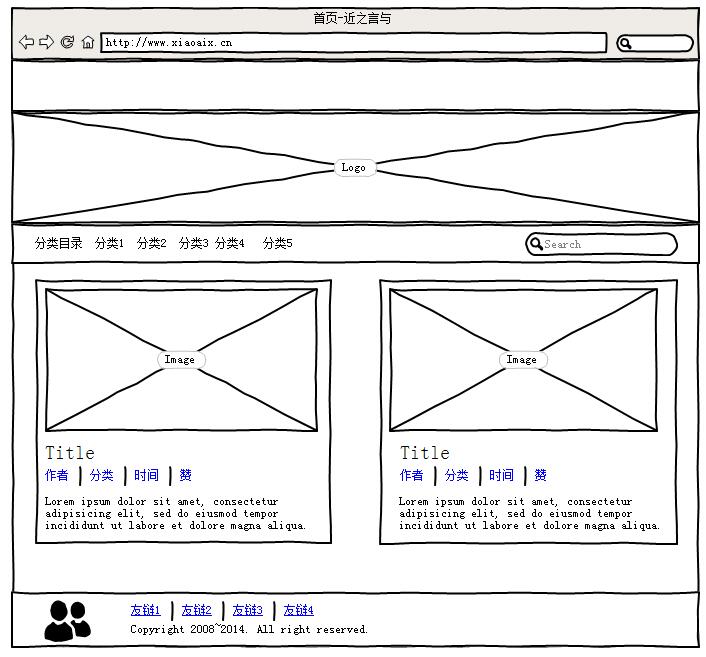 首页-近之言与
http://www.xiaoaix.cn
Logo
分类目录 分类1 分类2 分类3 分类4 分类5
Search
Image
Title
作者 分类 时间 赞
Lorem ipsum dolor sit amet, consectetur
adipisicing elit, sed do eiusmod tempor
incididunt ut labore et dolore magna aliqua.
Image
Title
作者 分类 时间 赞
Lorem ipsum dolor sit amet, consectetur
adipisicing elit, sed do eiusmod tempor
incididunt ut labore et dolore magna aliqua.
友链1 友链2 友链3 友链4
Copyright 2008~2014. All right reserved.